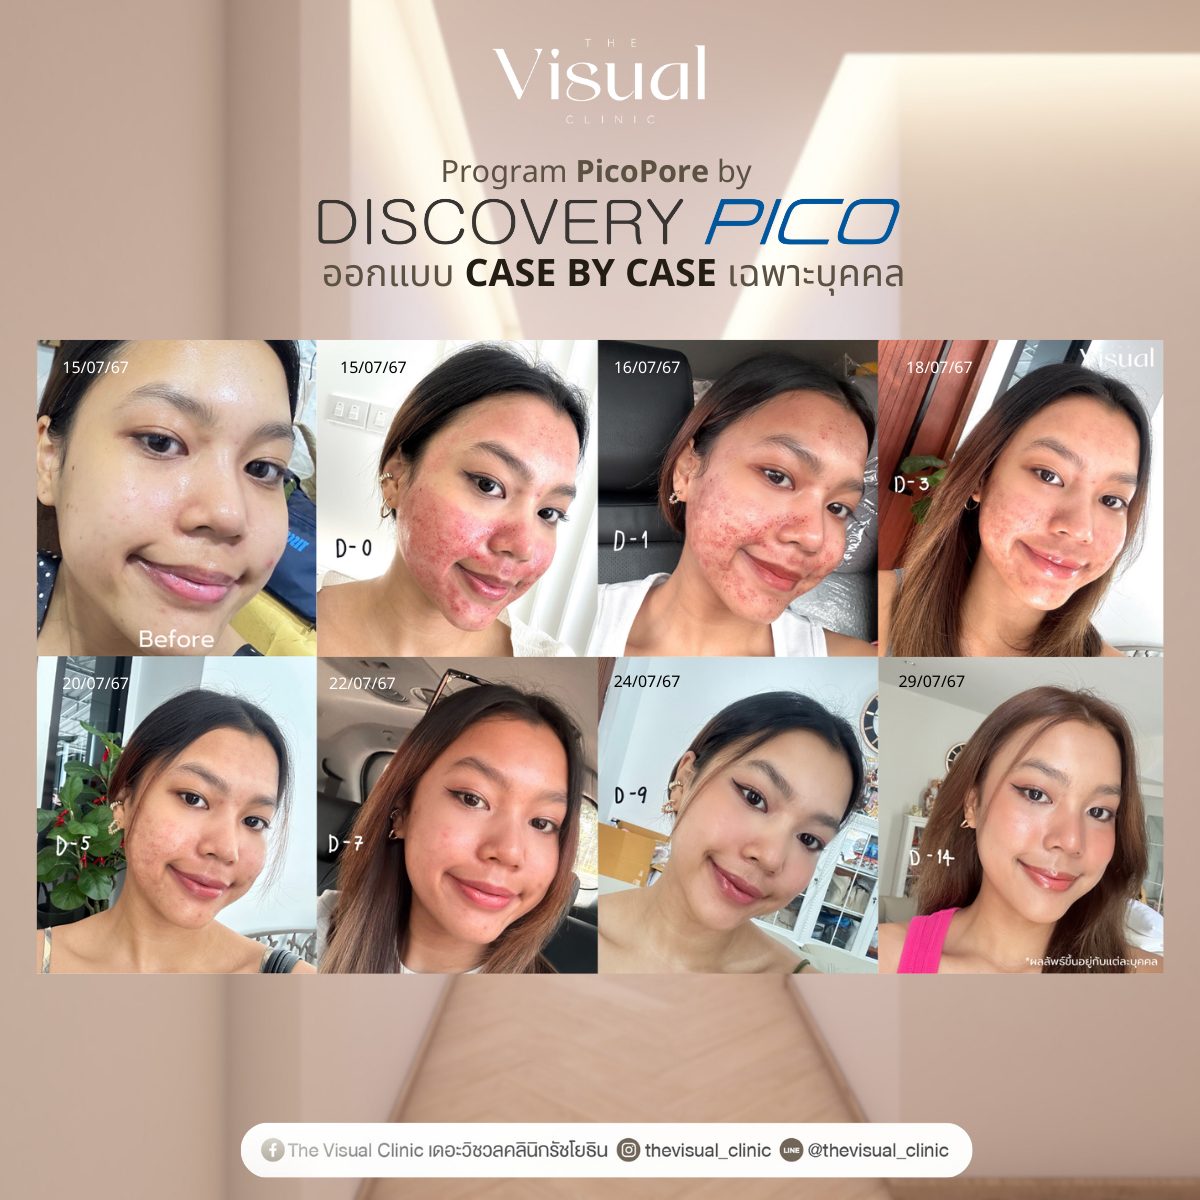 THE
Visual
CLINIC
Program PicoPore by
DISCOVERY PICO
ออกแบบ CASE BY CASE เฉพาะบุคคล
15/07/67
Before
15/07/67
D-0
16/07/67
D-1
18/07/67
Visual
D-3
20/07/67
D-5
22/07/67
D-7
24/07/67
D-9
29/07/67
D-14
*ผลลัพธ์ขึ้นอยู่กับแต่ละบุคคล
The Visual Clinic เดอะวิชวลคลินิกรัชโยธิน thevisual_clinic LINE @thevisual_clinic